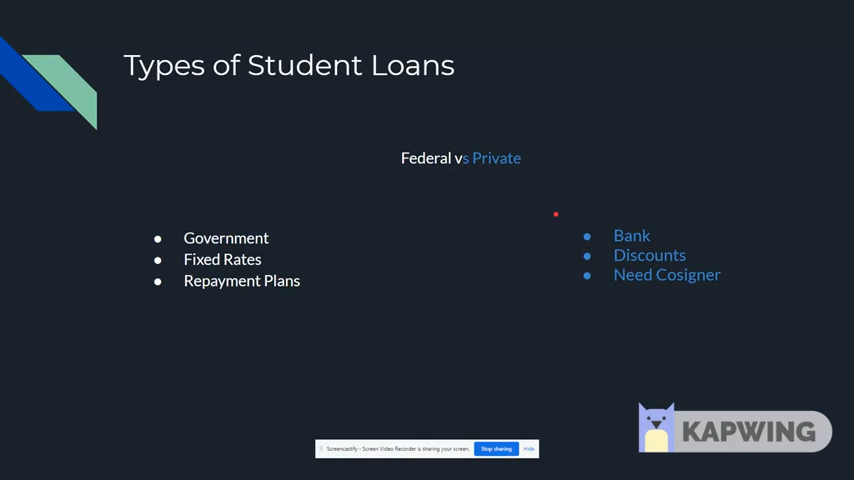 Types of Student Loans
Federal vs Private
● Government
● Fixed Rates
● Repayment Plans
● Bank
● Discounts
● Need Cosigner
KAPWING
Screencastify - Screen Video Recorder is sharing your screen. Stop sharing Hide